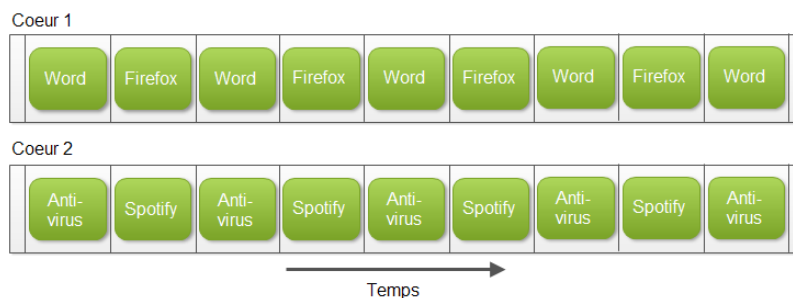 Coeur 1
Word Firefox Word Firefox Word Firefox Word Firefox Word
Coeur 2
Anti-
virus Spotify Anti-
virus Spotify Anti-
virus Spotify Anti-
virus Spotify Anti-
virus
Temps